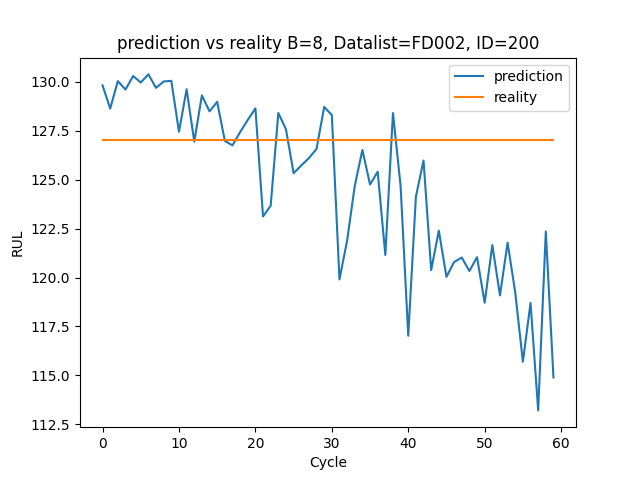 prediction vs reality B=8, Datalist=FD002, ID=200
prediction
reality
RUL
130.0
127.5
125.0
122.5
120.0
117.5
115.0
112.5
0 10 20 30 40 50 60
Cycle